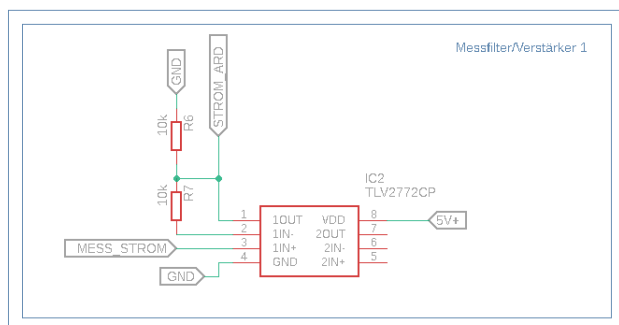 Messfilter/Verstärker 1
GND
STROM_ARD
10k
R6
10k
R7
IC2
TLV2772CP
1
1OUT
VDD
8
5V+
2
1IN-
2OUT
7
MESS_STROM
3
1IN+
2IN-
6
GND
4
GND
2IN+
5